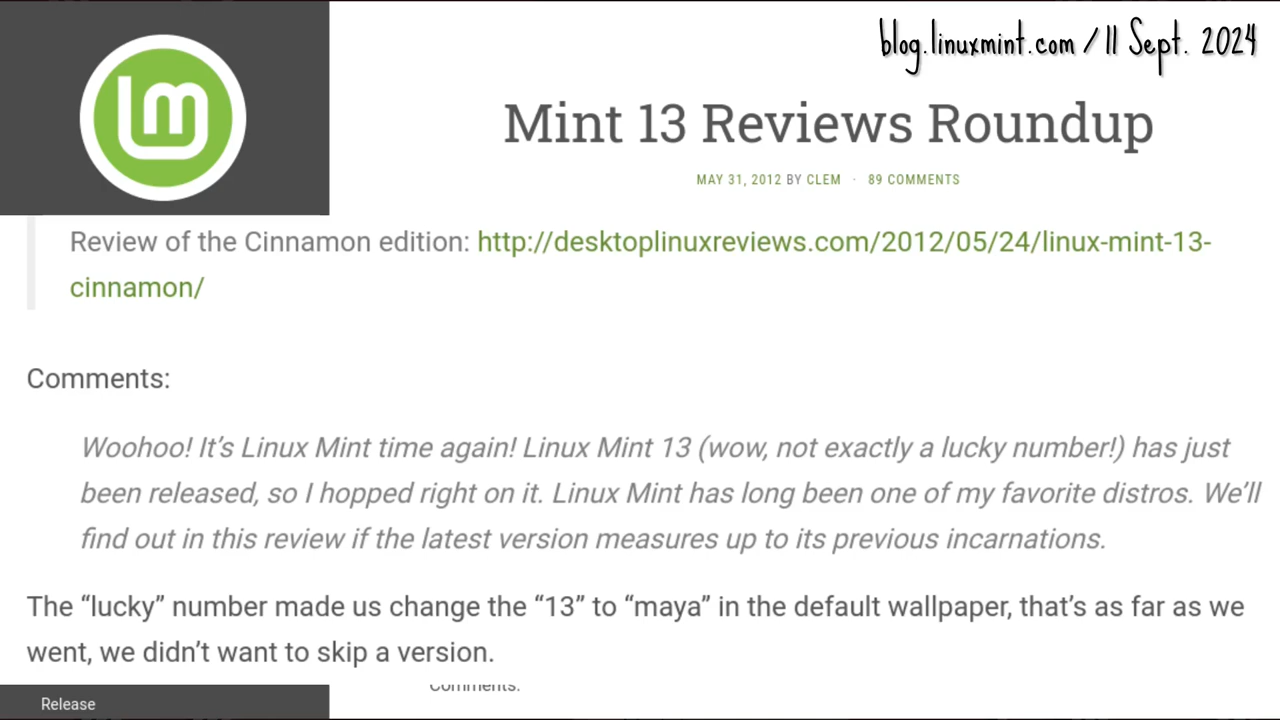 blog.linuxmint.com / 11 Sept. 2024
lm
Mint 13 Reviews Roundup
MAY 31, 2012 BY CLEM · 89 COMMENTS
Review of the Cinnamon edition: http://desktoplinuxreviews.com/2012/05/24/linux-mint-13-
cinnamon/
Comments:
Woohoo! It’s Linux Mint time again! Linux Mint 13 (wow, not exactly a lucky number!) has just
been released, so I hopped right on it. Linux Mint has long been one of my favorite distros. We’ll
find out in this review if the latest version measures up to its previous incarnations.
The “lucky” number made us change the “13” to “maya” in the default wallpaper, that’s as far as we
went, we didn’t want to skip a version.
Comments:
Release